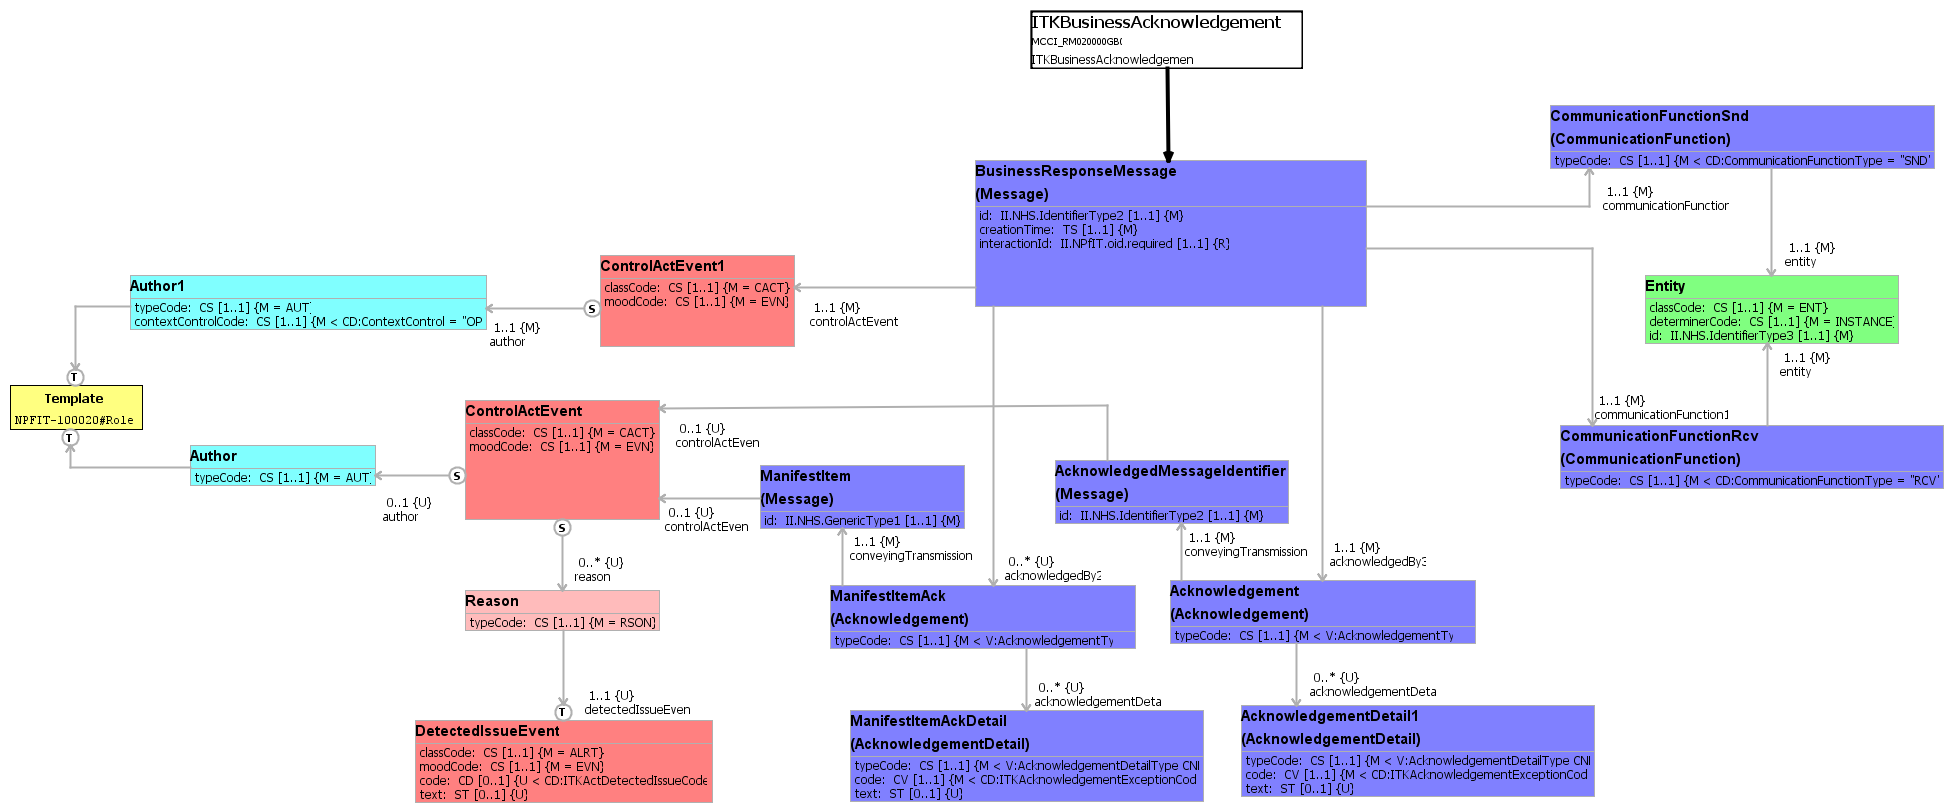 ITKBusinessAcknowledgement
MCCI_RM020000GB(
ITKBusinessAcknowledgemen
CommunicationFunctionSnd
(CommunicationFunction)
typeCode: CS [1..1] {M < CD:CommunicationFunctionType = "SND"
BusinessResponseMessage
(Message)
id: II.NHS.IdentifierType2 [1..1] {M}
creationTime: TS [1..1] {M}
interactionId: II.NPfIT.oid.required [1..1] {R}
1..1 {M}
communicationFunction
1..1 {M}
entity
ControlActEvent1
classCode: CS [1..1] {M = CACT}
moodCode: CS [1..1] {M = EVN}
S
1..1 {M}
controlActEvent
Author1
typeCode: CS [1..1] {M = AUT}
contextControlCode: CS [1..1] {M < CD:ContextControl = "OP
1..1 {M}
author
Entity
classCode: CS [1..1] {M = ENT}
determinerCode: CS [1..1] {M = INSTANCE}
id: II.NHS.IdentifierType3 [1..1] {M}
1..1 {M}
entity
T
Template
NPFIT-100020#Role
T
ControlActEvent
classCode: CS [1..1] {M = CACT}
moodCode: CS [1..1] {M = EVN}
0..1 {U}
controlActEven
1..1 {M}
communicationFunction1
CommunicationFunctionRcv
(CommunicationFunction)
typeCode: CS [1..1] {M < CD:CommunicationFunctionType = "RCV"
Author
typeCode: CS [1..1] {M = AUT}
S
0..1 {U}
author
ManifestItem
(Message)
id: II.NHS.GenericType1 [1..1] {M}
0..1 {U}
controlActEven
AcknowledgedMessageIdentifier
(Message)
id: II.NHS.IdentifierType2 [1..1] {M}
S
0..* {U}
reason
1..1 {M}
conveyingTransmission
0..* {U}
acknowledgedBy2
1..1 {M}
conveyingTransmission
1..1 {M}
acknowledgedBy3
Reason
typeCode: CS [1..1] {M = RSON}
ManifestItemAck
(Acknowledgement)
typeCode: CS [1..1] {M < V:AcknowledgementTy
Acknowledgement
(Acknowledgement)
typeCode: CS [1..1] {M < V:AcknowledgementTy
1..1 {U}
detectedIssueEven
T
0..* {U}
acknowledgementDeta
0..* {U}
acknowledgementDeta
DetectedIssueEvent
classCode: CS [1..1] {M = ALRT}
moodCode: CS [1..1] {M = EVN}
code: CD [0..1] {U < CD:ITKActDetectedIssueCode
text: ST [0..1] {U}
ManifestItemAckDetail
(AcknowledgementDetail)
typeCode: CS [1..1] {M < V:AcknowledgementDetailType CNE
code: CV [1..1] {M < CD:ITKAcknowledgementExceptionCod
text: ST [0..1] {U}
AcknowledgementDetail1
(AcknowledgementDetail)
typeCode: CS [1..1] {M < V:AcknowledgementDetailType CNE
code: CV [1..1] {M < CD:ITKAcknowledgementExceptionCod
text: ST [0..1] {U}